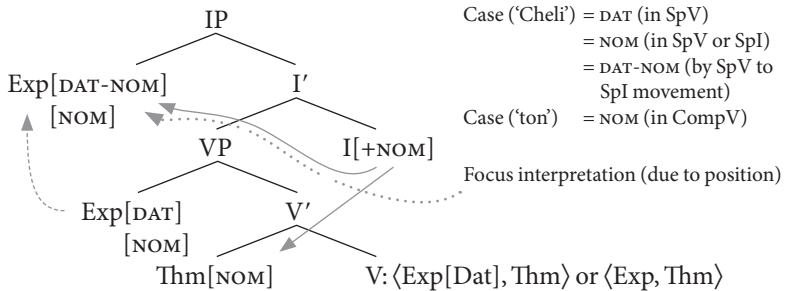 IP
Exp[DAT-NOM]
[NOM]
I′
VP
I[+NOM]
Exp[DAT]
[NOM]
V′
Thm[NOM]
V: ⟨Exp[Dat], Thm⟩ or ⟨Exp, Thm⟩
Case (‘Cheli’) = DAT (in SpV)
= NOM (in SpV or SpI)
= DAT-NOM (by SpV to
SpI movement)
Case (‘ton’) = NOM (in CompV)
Focus interpretation (due to position)